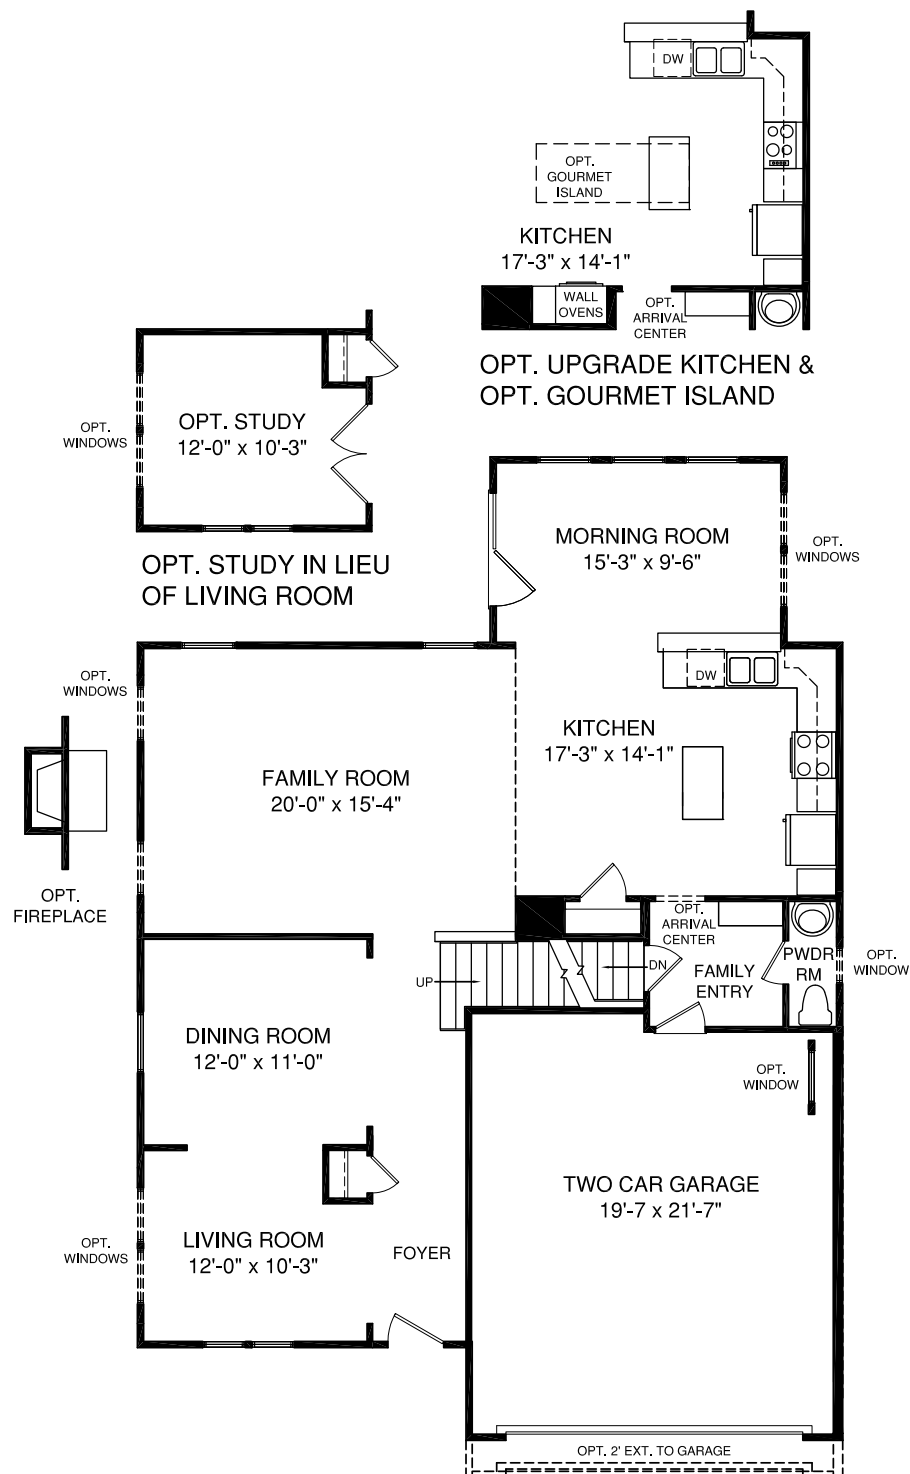 DW
OPT.
GOURMET
ISLAND
KITCHEN
17'-3" x 14'-1"
WALL
OVENS
OPT.
ARRIVAL
CENTER
OPT. UPGRADE KITCHEN &
OPT. GOURMET ISLAND
OPT.
WINDOWS
OPT. STUDY
12'-0" x 10'-3"
OPT. STUDY IN LIEU
OF LIVING ROOM
MORNING ROOM
15'-3" x 9'-6"
OPT.
WINDOWS
OPT.
WINDOWS
DW
KITCHEN
17'-3" x 14'-1"
FAMILY ROOM
20'-0" x 15'-4"
OPT.
FIREPLACE
OPT.
ARRIVAL
CENTER
UP
DN
FAMILY
ENTRY
PWDR
RM
OPT.
WINDOW
DINING ROOM
12'-0" x 11'-0"
OPT.
WINDOW
TWO CAR GARAGE
19'-7 x 21'-7"
OPT.
WINDOWS
LIVING ROOM
12'-0" x 10'-3"
FOYER
OPT. 2' EXT. TO GARAGE